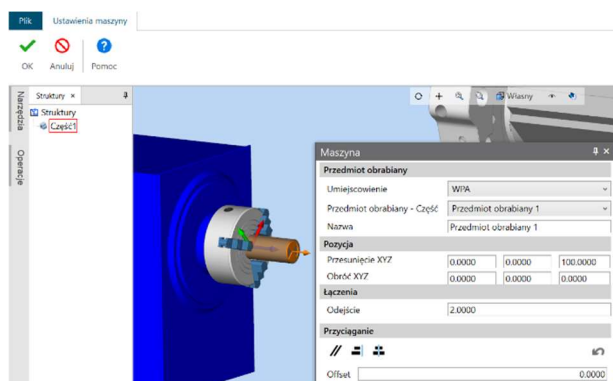 Plik Ustawienia maszyny
OK Anuluj Pomoc
Narzędzia
Operacje
Struktury ×
Struktury
Część1
Własny
Maszyna
Przedmiot obrabiany
Umiejscowienie WPA
Przedmiot obrabiany - Część Przedmiot obrabiany 1
Nazwa Przedmiot obrabiany 1
Pozycja
Przesunięcie XYZ 0.0000 0.0000 100.0000
Obróć XYZ 0.0000 0.0000 0.0000
Łączenia
Odejście 2.0000
Przyciąganie
Offset 0.0000